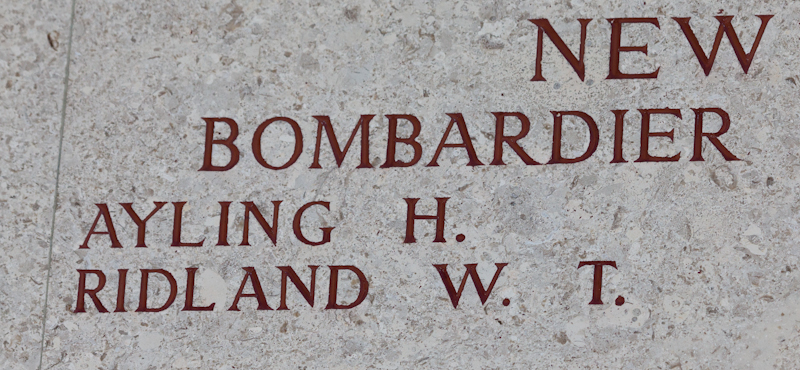 NEW
BOMBARDIER
AYLING H.
RIDLAND W. T.